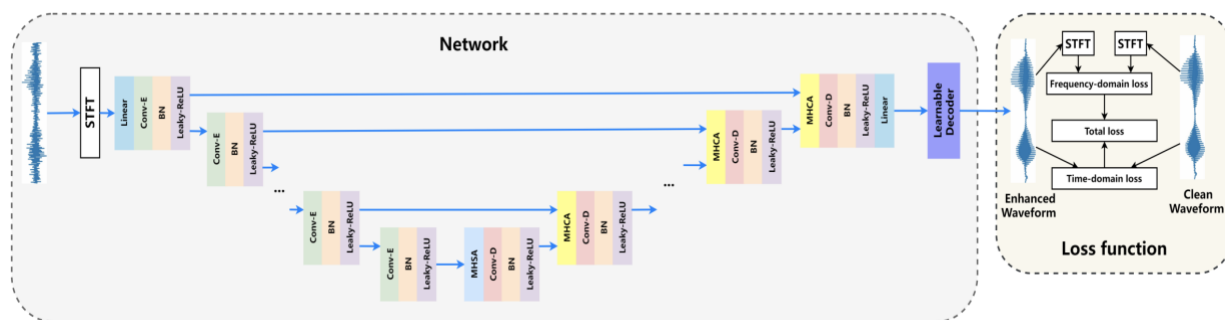 Network
STFT
Linear
Conv-E
BN
Leaky-ReLU
Conv-E
BN
Leaky-ReLU
...
Conv-E
BN
Leaky-ReLU
Conv-E
BN
Leaky-ReLU
MHSA
Conv-D
BN
Leaky-ReLU
MHCA
Conv-D
BN
Leaky-ReLU
...
MHCA
Conv-D
BN
Leaky-ReLU
MHCA
Conv-D
BN
Leaky-ReLU
Linear
Learnable
Decoder
STFT
STFT
Frequency-domain loss
Total loss
Time-domain loss
Enhanced
Waveform
Clean
Waveform
Loss function